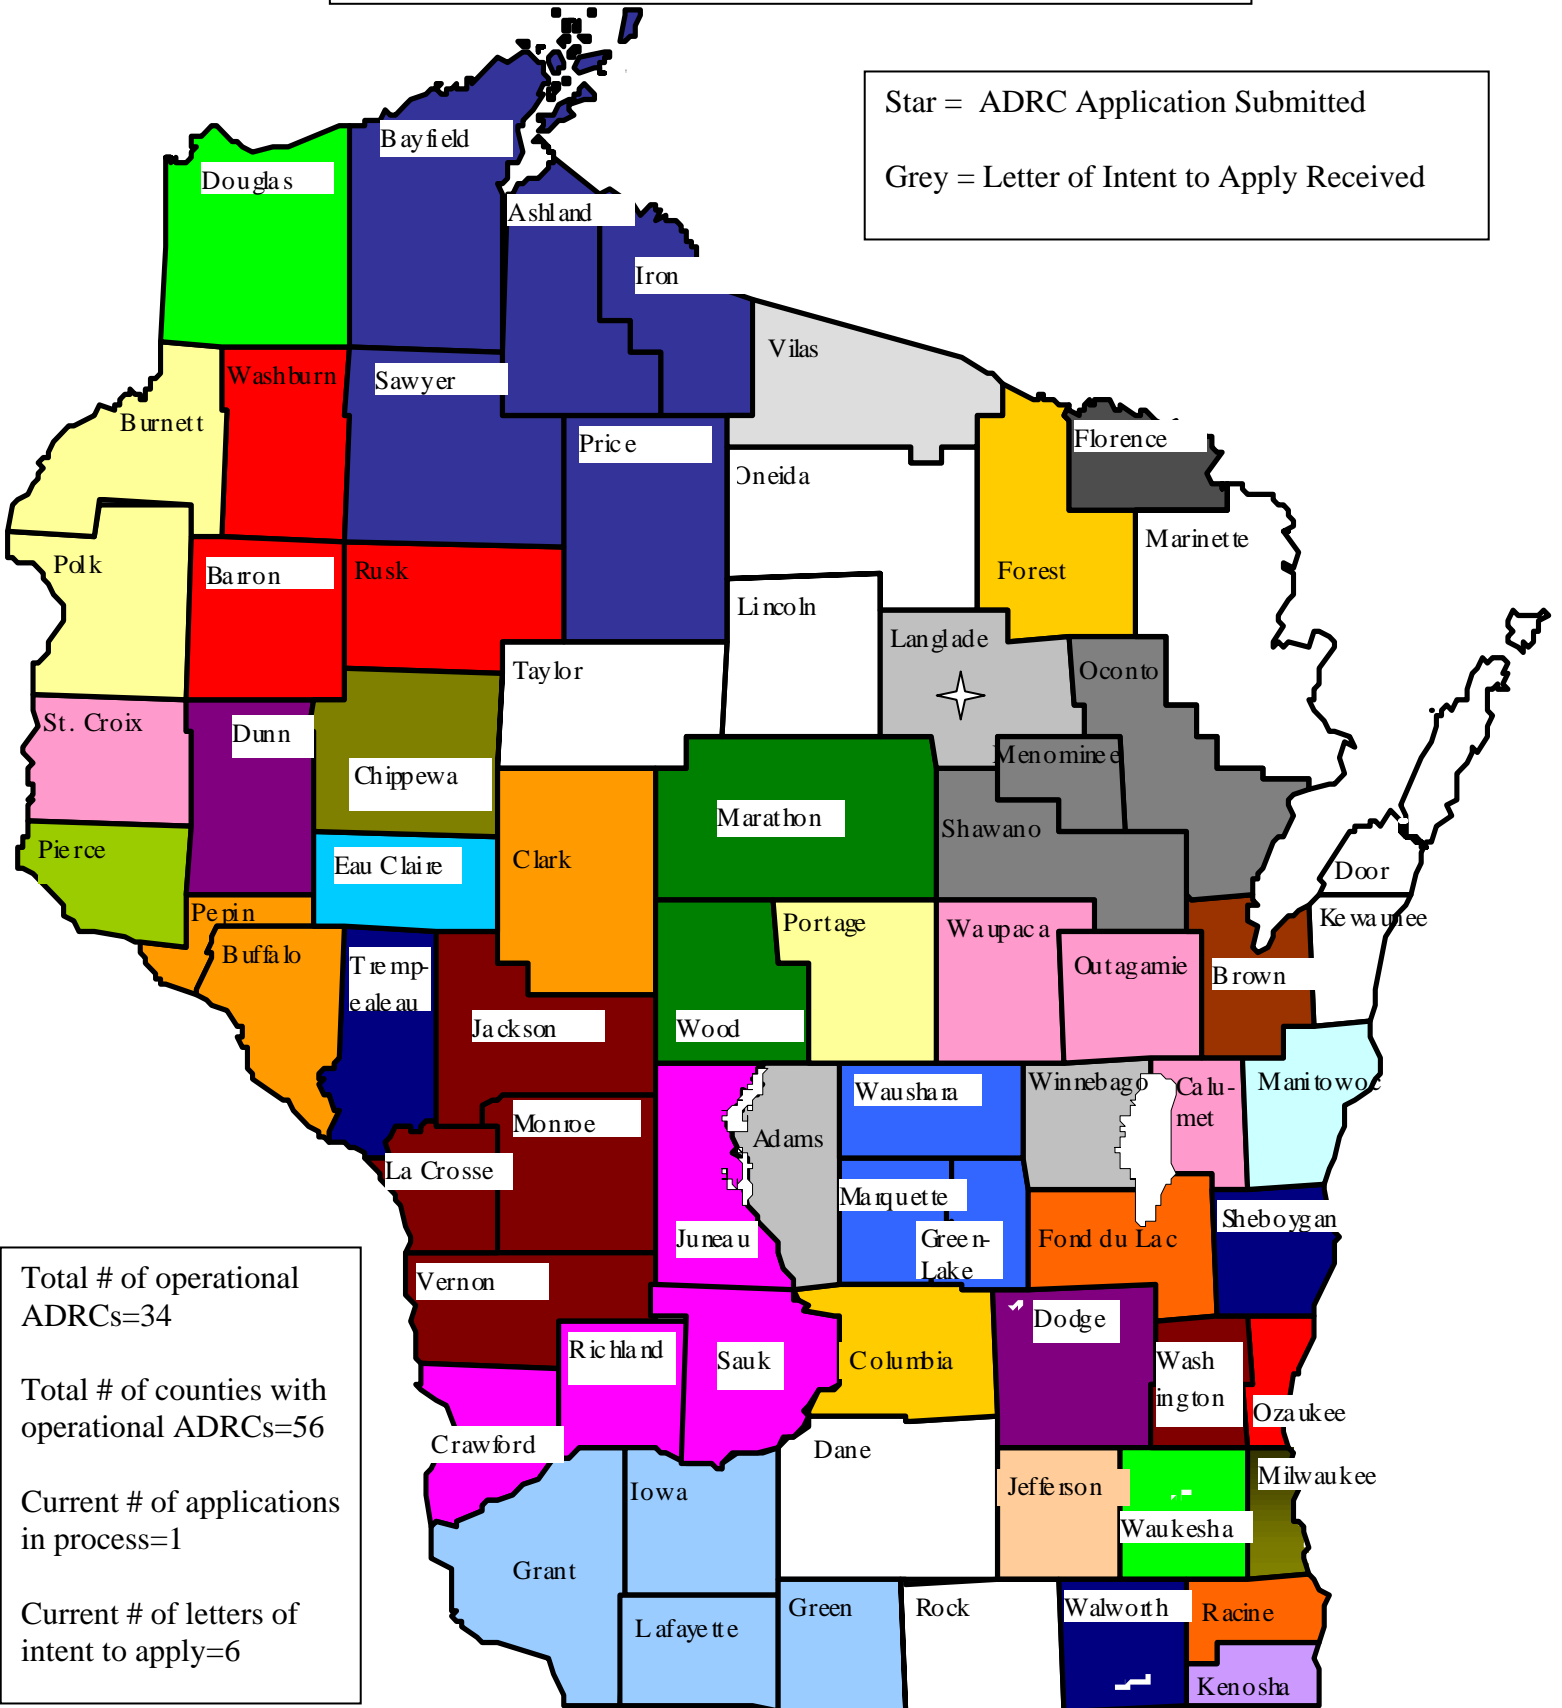 Star = ADRC Application Submitted
Grey = Letter of Intent to Apply Received
Bayfield
Douglas
Ashland
Iron
Vilas
Washburn
Sawyer
Burnett
Price
Florence
Oneida
Marinette
Polk
Barron
Rusk
Forest
Lincoln
Langlade
Taylor
Oconto
St. Croix
Dunn
Menominee
Chippewa
Marathon
Shawano
Pierce
Eau Claire
Clark
Door
Pepin
Portage
Waupaca
Kewaunee
Buffalo
Tremp-
ealeau
Outagamie
Brown
Jackson
Wood
Waushara
Winnebago
Calu-
met
Manitowoc
Monroe
Adams
La Crosse
Marquette
Juneau
Green-
Lake
Fond du Lac
Sheboygan
Vernon
Dodge
Richland
Sauk
Columbia
Wash
ington
Ozaukee
Crawford
Dane
Iowa
Jefferson
Milwaukee
Waukesha
Grant
Lafayette
Green
Rock
Walworth
Racine
Kenosha
Total # of operational
ADRCs=34
Total # of counties with
operational ADRCs=56
Current # of applications
in process=1
Current # of letters of
intent to apply=6